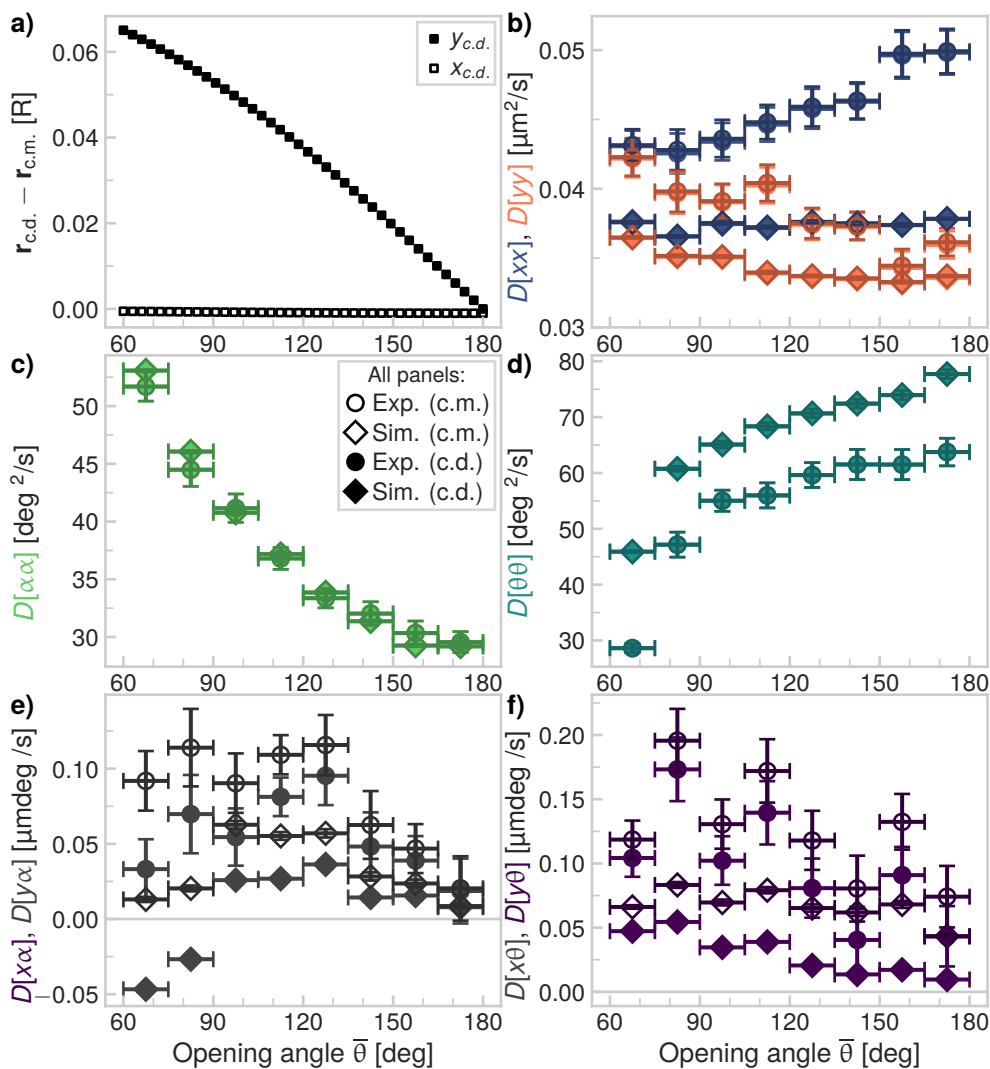 a)
r_c.d. − r_c.m. [R]
0.06
0.04
0.02
0.00
y_c.d.
x_c.d.
60 90 120 150 180
b)
D[xx], D[yy] [μm²/s]
0.05
0.04
0.03
60 90 120 150 180
c)
D[αα] [deg ²/s]
50
45
40
35
30
All panels:
Exp. (c.m.)
Sim. (c.m.)
Exp. (c.d.)
Sim. (c.d.)
60 90 120 150 180
d)
D[θθ] [deg ²/s]
80
70
60
50
40
30
60 90 120 150 180
e)
D[xα], D[yα] [μmdeg /s]
0.10
0.05
0.00
−0.05
60 90 120 150 180
Opening angle θ̅ [deg]
f)
D[xθ], D[yθ] [μmdeg /s]
0.20
0.15
0.10
0.05
0.00
60 90 120 150 180
Opening angle θ̅ [deg]